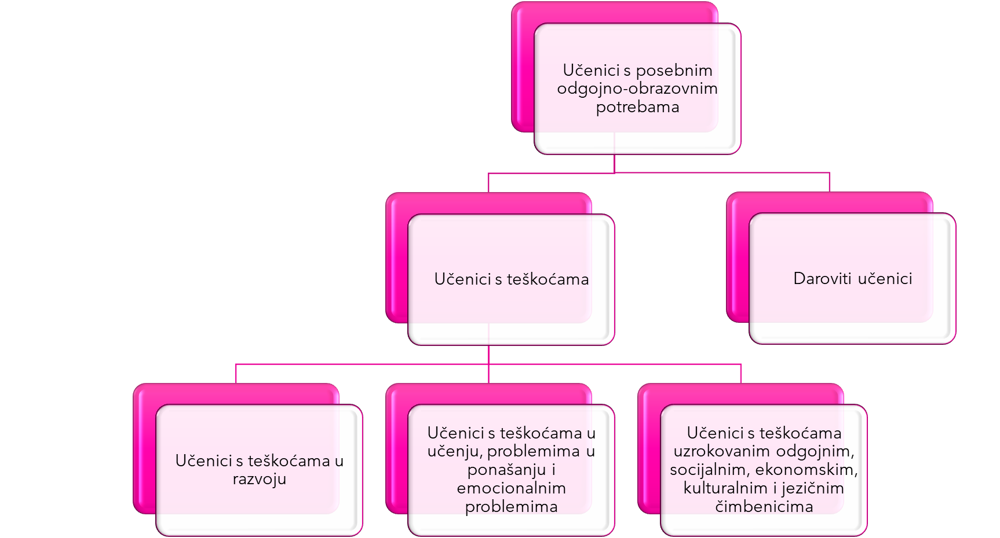 Učenici s posebnim
odgojno-obrazovnim
potrebama
Učenici s teškoćama
Daroviti učenici
Učenici s teškoćama u
razvoju
Učenici s teškoćama u
učenju, problemima u
ponašanju i
emocionalnim
problemima
Učenici s teškoćama
uzrokovanim odgojnim,
socijalnim, ekonomskim,
kulturalnim i jezičnim
čimbenicima